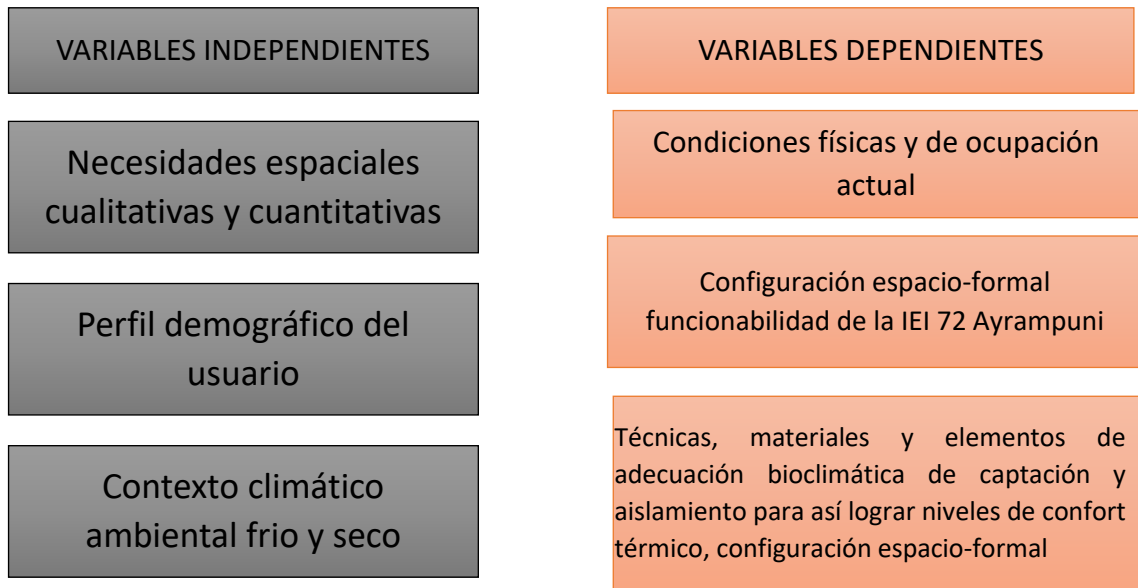 VARIABLES INDEPENDIENTES
Necesidades espaciales
cualitativas y cuantitativas
Perfil demográfico del
usuario
Contexto climático
ambiental frio y seco
VARIABLES DEPENDIENTES
Condiciones físicas y de ocupación
actual
Configuración espacio-formal
funcionabilidad de la IEI 72 Ayrampuni
Técnicas, materiales y elementos de
adecuación bioclimática de captación y
aislamiento para así lograr niveles de confort
térmico, configuración espacio-formal